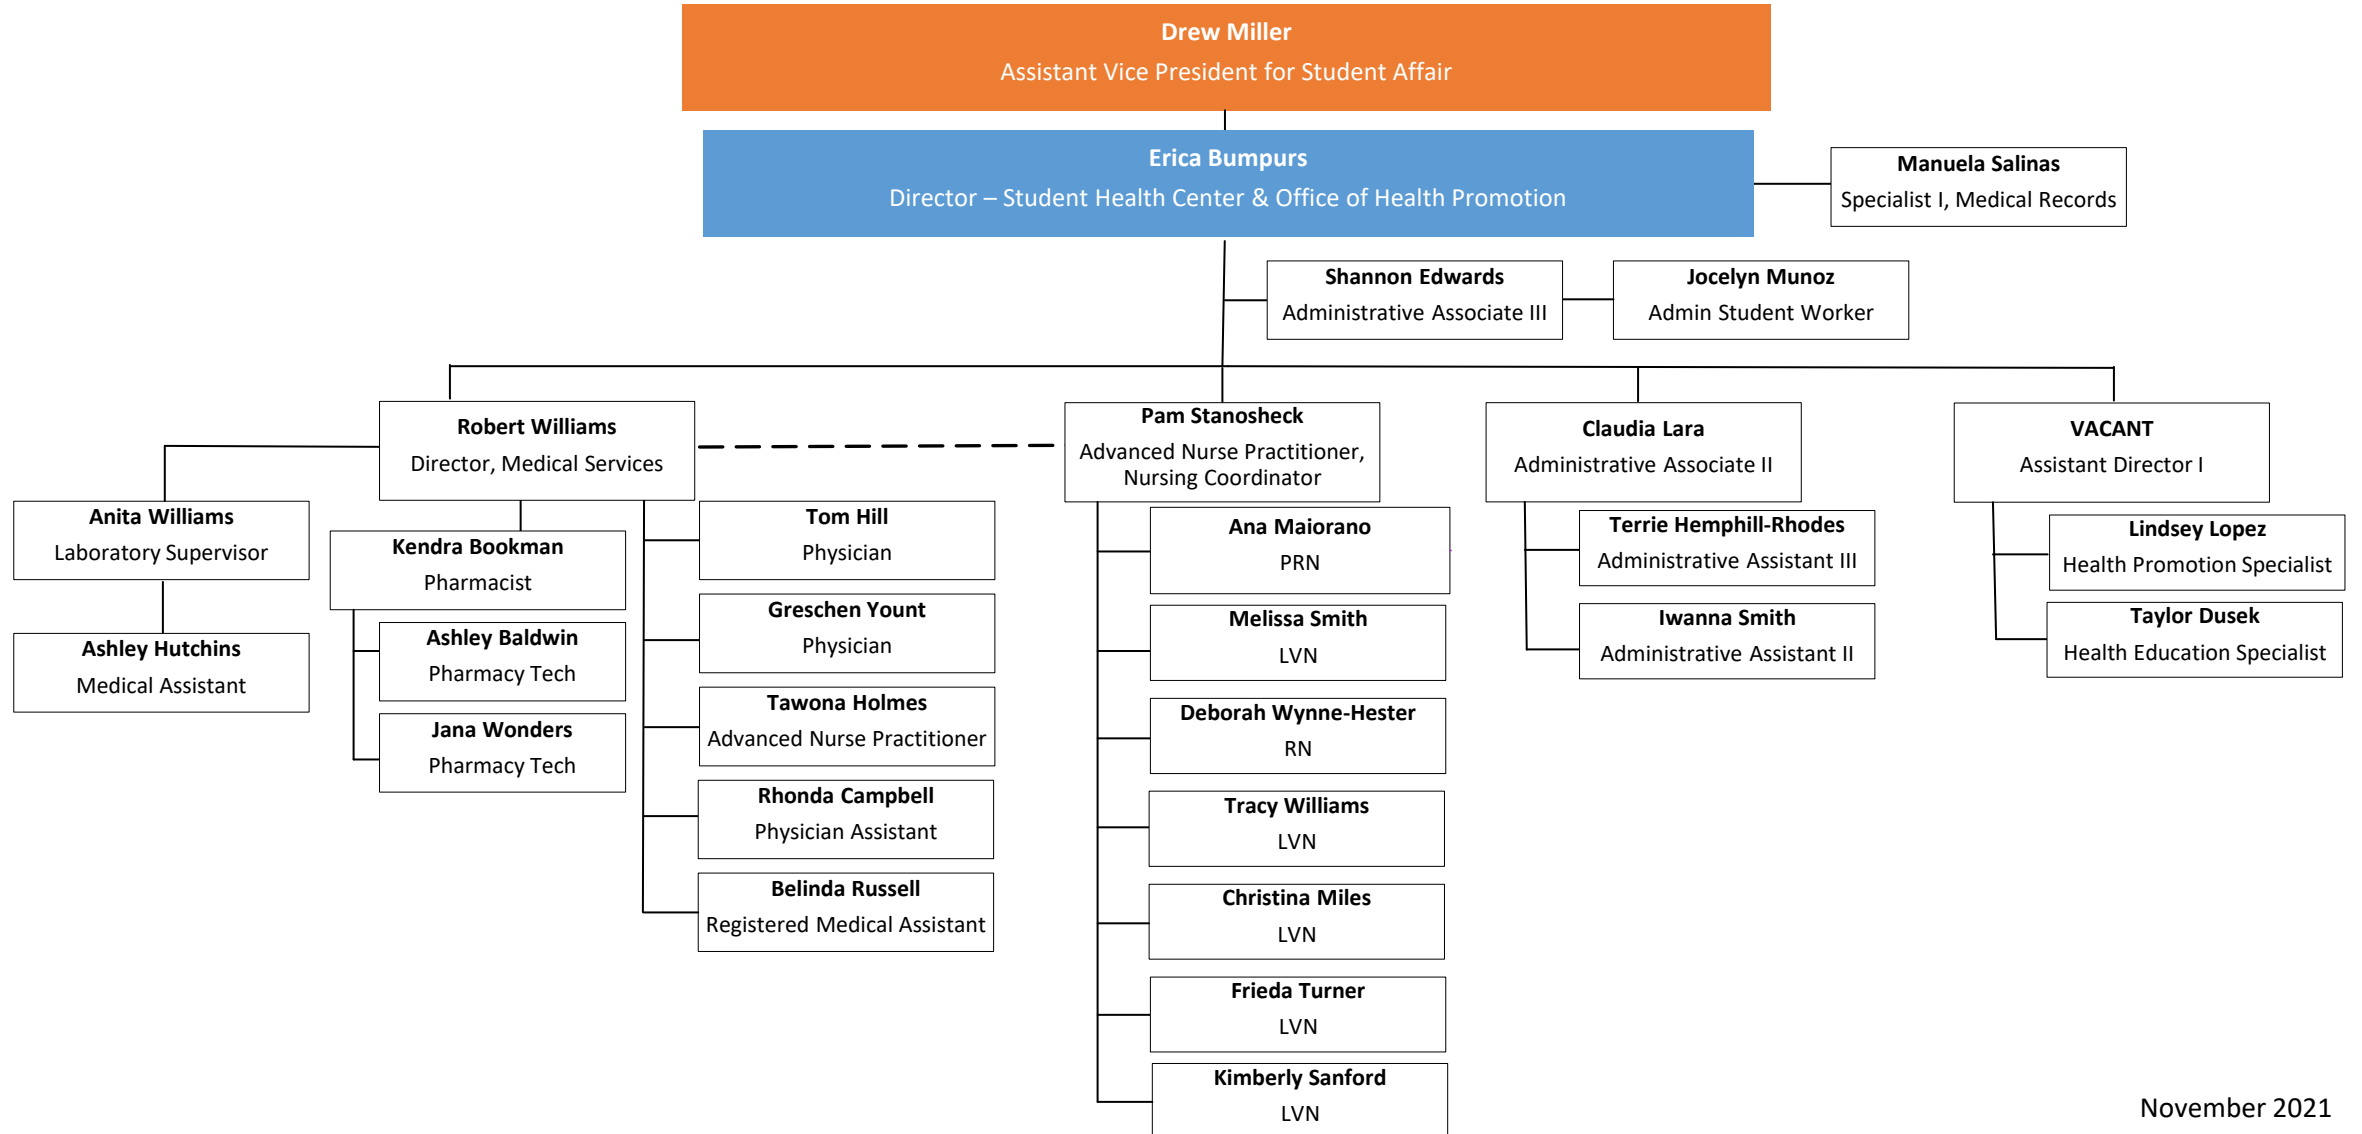 Drew Miller
Assistant Vice President for Student Affair
Erica Bumpurs
Director – Student Health Center & Office of Health Promotion
Manuela Salinas
Specialist I, Medical Records
Shannon Edwards
Administrative Associate III
Jocelyn Munoz
Admin Student Worker
Robert Williams
Director, Medical Services
Pam Stanosheck
Advanced Nurse Practitioner,
Nursing Coordinator
Claudia Lara
Administrative Associate II
VACANT
Assistant Director I
Anita Williams
Laboratory Supervisor
Ashley Hutchins
Medical Assistant
Kendra Bookman
Pharmacist
Ashley Baldwin
Pharmacy Tech
Jana Wonders
Pharmacy Tech
Tom Hill
Physician
Greschen Yount
Physician
Tawona Holmes
Advanced Nurse Practitioner
Rhonda Campbell
Physician Assistant
Belinda Russell
Registered Medical Assistant
Ana Maiorano
PRN
Melissa Smith
LVN
Deborah Wynne-Hester
RN
Tracy Williams
LVN
Christina Miles
LVN
Frieda Turner
LVN
Kimberly Sanford
LVN
Terrie Hemphill-Rhodes
Administrative Assistant III
Iwanna Smith
Administrative Assistant II
Lindsey Lopez
Health Promotion Specialist
Taylor Dusek
Health Education Specialist
November 2021